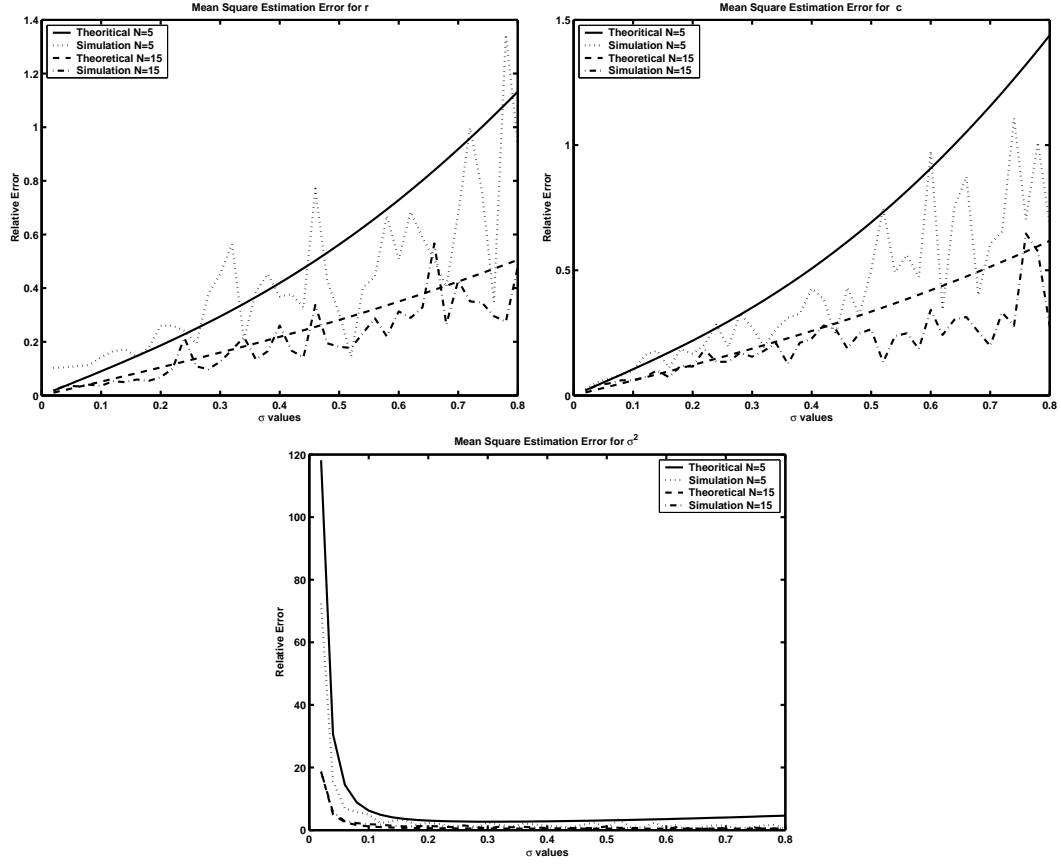 Mean Square Estimation Error for r
Theoritical N=5
Simulation N=5
Theoretical N=15
Simulation N=15
Relative Error
1.4
1.2
1
0.8
0.6
0.4
0.2
0
0 0.1 0.2 0.3 0.4 0.5 0.6 0.7 0.8
σ values
Mean Square Estimation Error for c
Theoritical N=5
Simulation N=5
Theoretical N=15
Simulation N=15
Relative Error
1.5
1
0.5
0
0 0.1 0.2 0.3 0.4 0.5 0.6 0.7 0.8
σ values
Mean Square Estimation Error for σ²
Theoritical N=5
Simulation N=5
Theoretical N=15
Simulation N=15
Relative Error
120
100
80
60
40
20
0
0 0.1 0.2 0.3 0.4 0.5 0.6 0.7 0.8
σ values